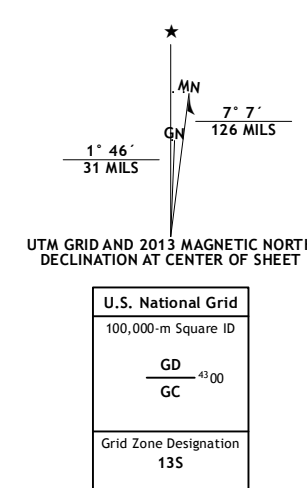 ★
MN
GN
7° 7´
126 MILS
1° 46´
31 MILS
UTM GRID AND 2013 MAGNETIC NORTH
DECLINATION AT CENTER OF SHEET
U.S. National Grid
100,000-m Square ID
GD
4300
GC
Grid Zone Designation
13S